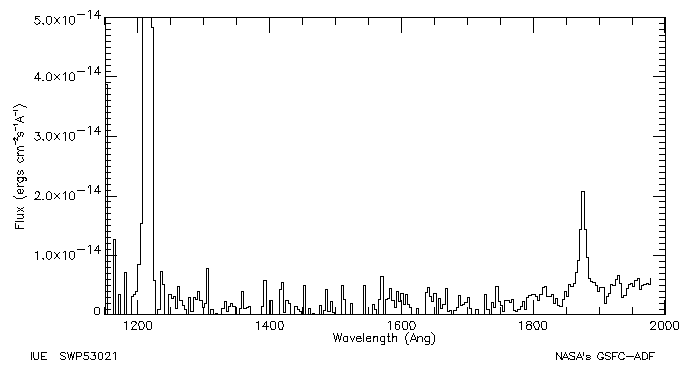 5.0×10⁻¹⁴
4.0×10⁻¹⁴
3.0×10⁻¹⁴
2.0×10⁻¹⁴
1.0×10⁻¹⁴
0
Flux (ergs cm⁻²s⁻¹A⁻¹)
1200 1400 1600 1800 2000
Wavelength (Ang)
IUE SWP53021
NASA's GSFC-ADF